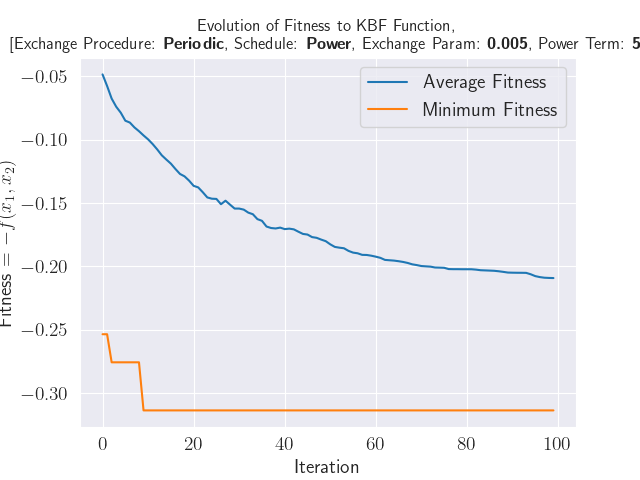 Evolution of Fitness to KBF Function,
[Exchange Procedure: Periodic, Schedule: Power, Exchange Param: 0.005, Power Term: 5
Average Fitness
Minimum Fitness
−0.05
−0.10
−0.15
−0.20
−0.25
−0.30
Fitness = −f(x₁, x₂)
0
20
40
60
80
100
Iteration